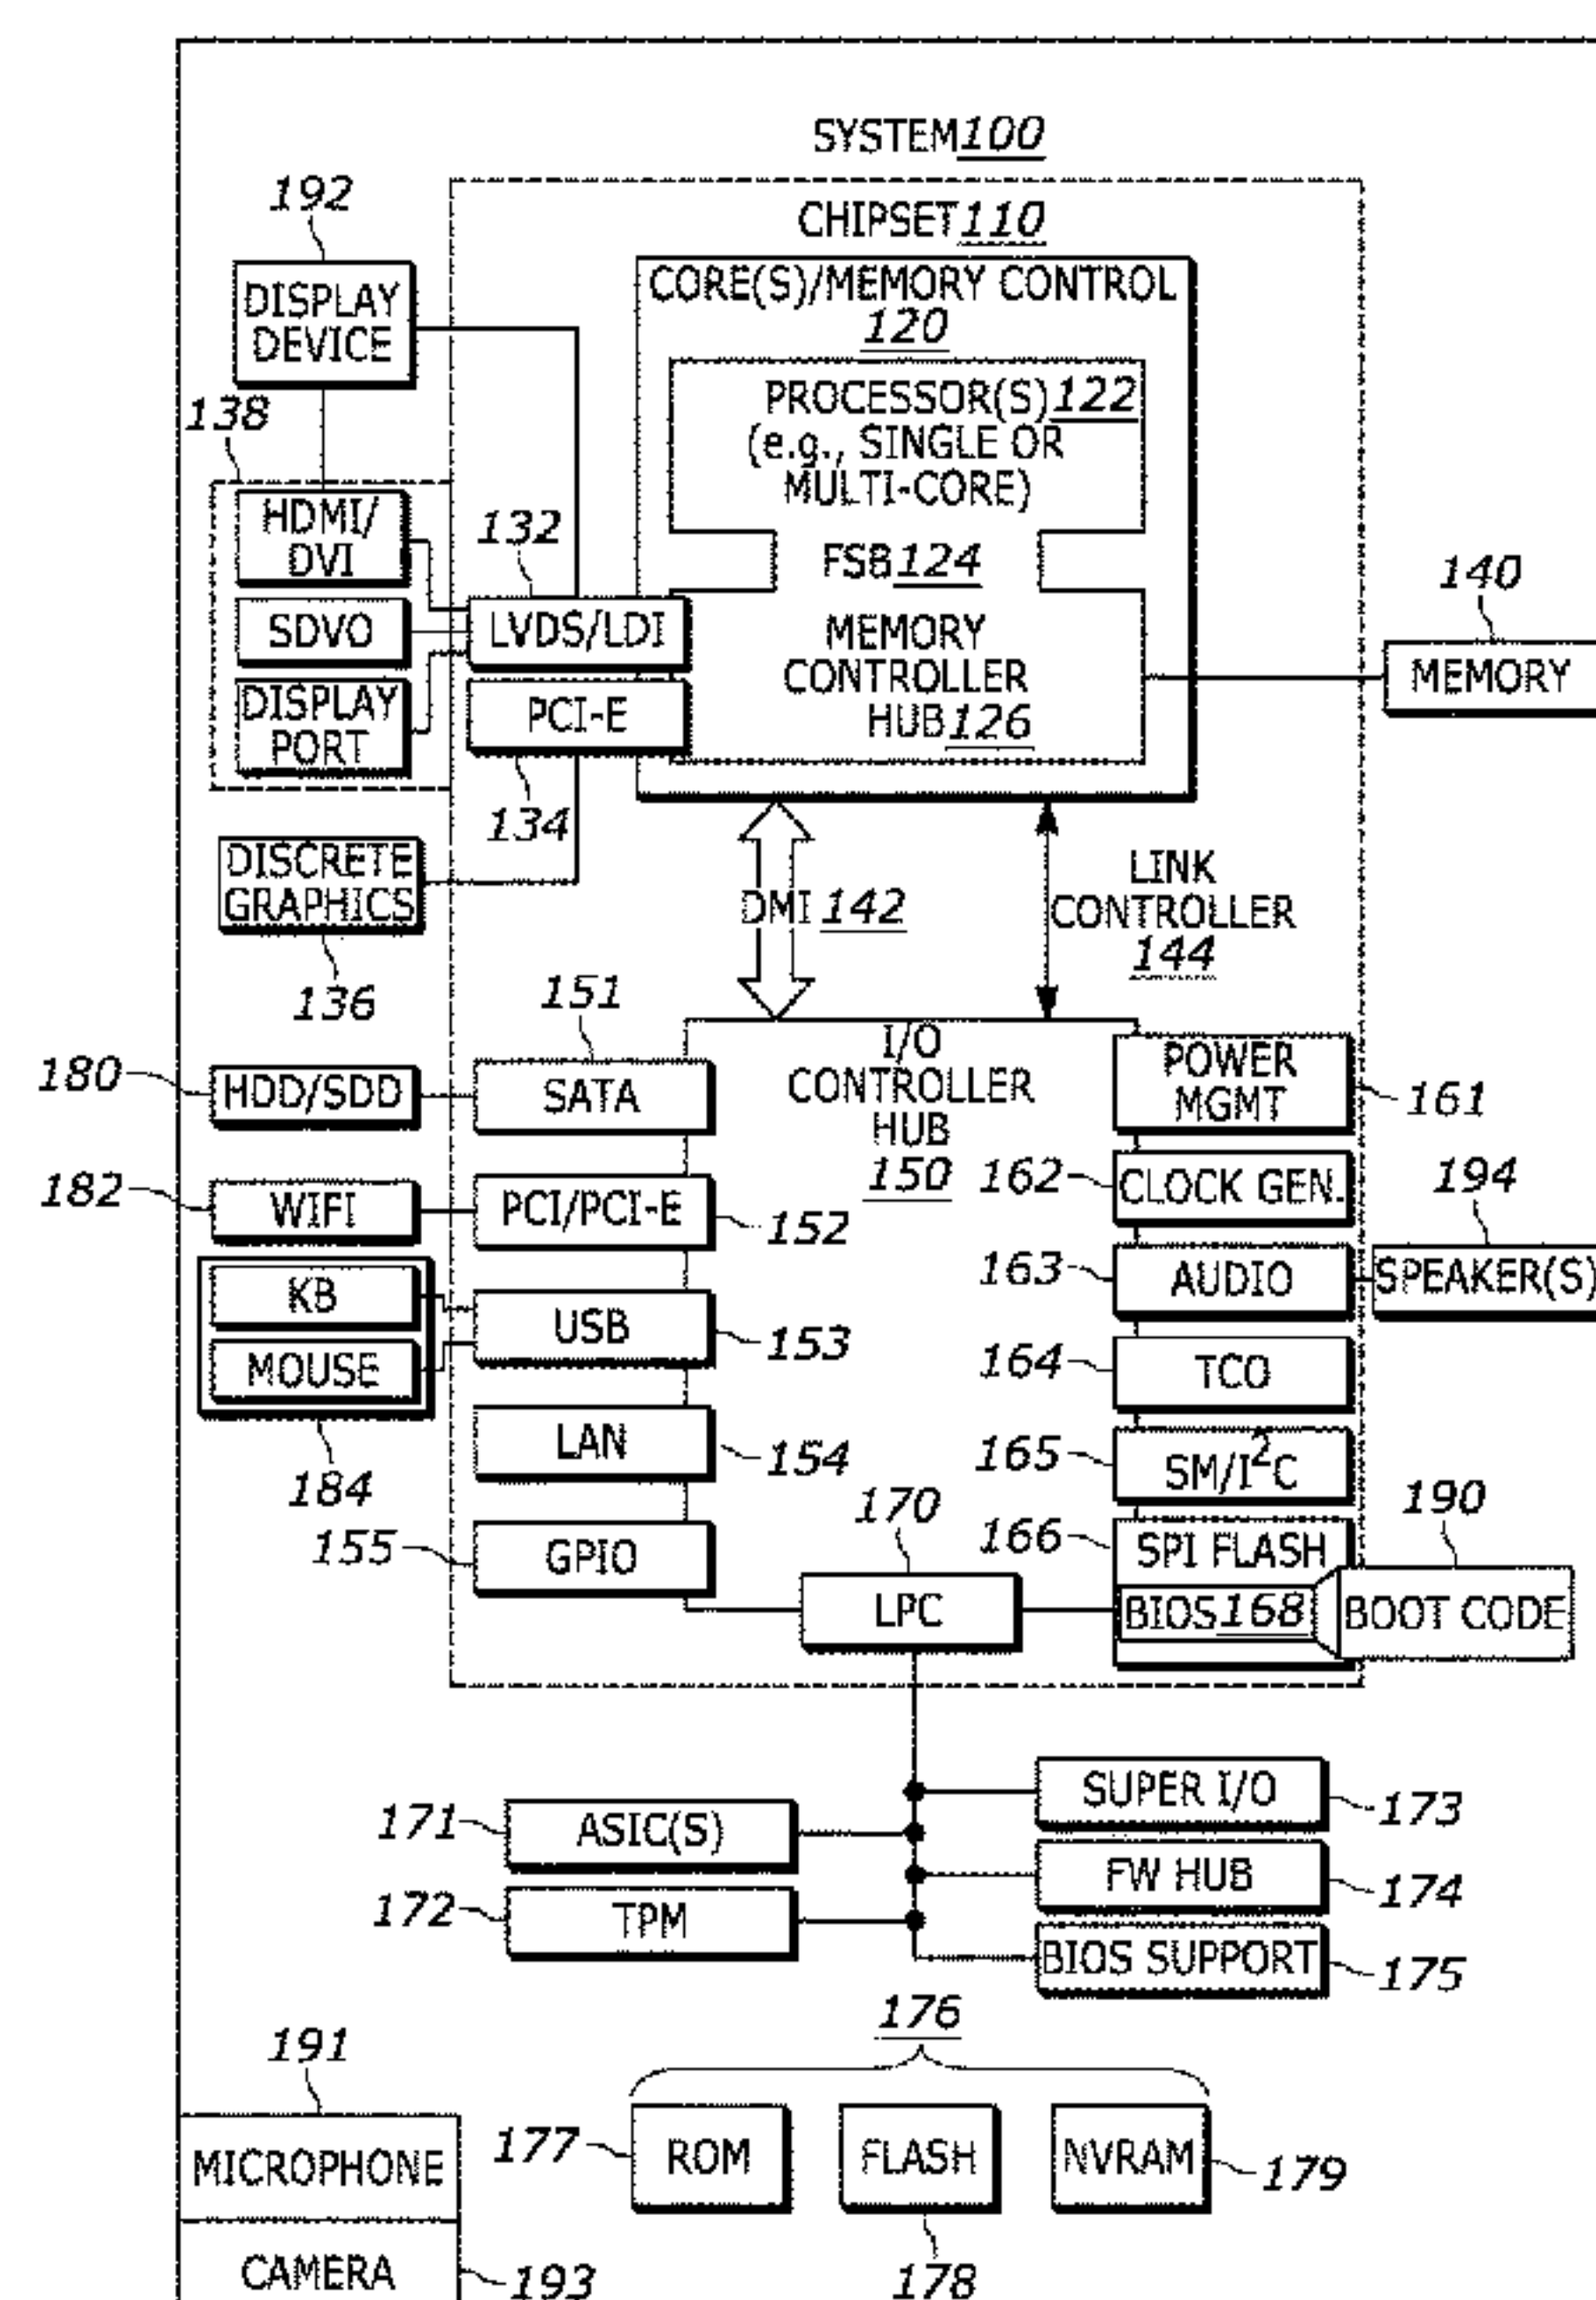 SYSTEM 100
192
CHIPSET 110
DISPLAY
DEVICE
CORE(S)/MEMORY CONTROL
120
138
PROCESSOR(S) 122
(e.g., SINGLE OR
MULTI-CORE)
HDMI/
DVI
132
FSB 124
140
SDVO
LVDS/LDI
MEMORY
CONTROLLER
HUB 126
MEMORY
DISPLAY
PORT
PCI-E
134
DISCRETE
GRAPHICS
136
DMI 142
LINK
CONTROLLER
144
151
I/O
CONTROLLER
HUB
150
180
HDD/SDD
SATA
POWER
MGMT
161
182
WIFI
PCI/PCI-E
152
162
CLOCK GEN.
194
KB
MOUSE
184
USB
153
163
AUDIO
SPEAKER(S)
164
TCO
LAN
154
165
SM/I²C
170
190
155
GPIO
166
SPI FLASH
LPC
BIOS 168
BOOT CODE
SUPER I/O
173
171
ASIC(S)
FW HUB
174
172
TPM
BIOS SUPPORT
175
176
191
MICROPHONE
177
ROM
FLASH
NVRAM
179
CAMERA
193
178